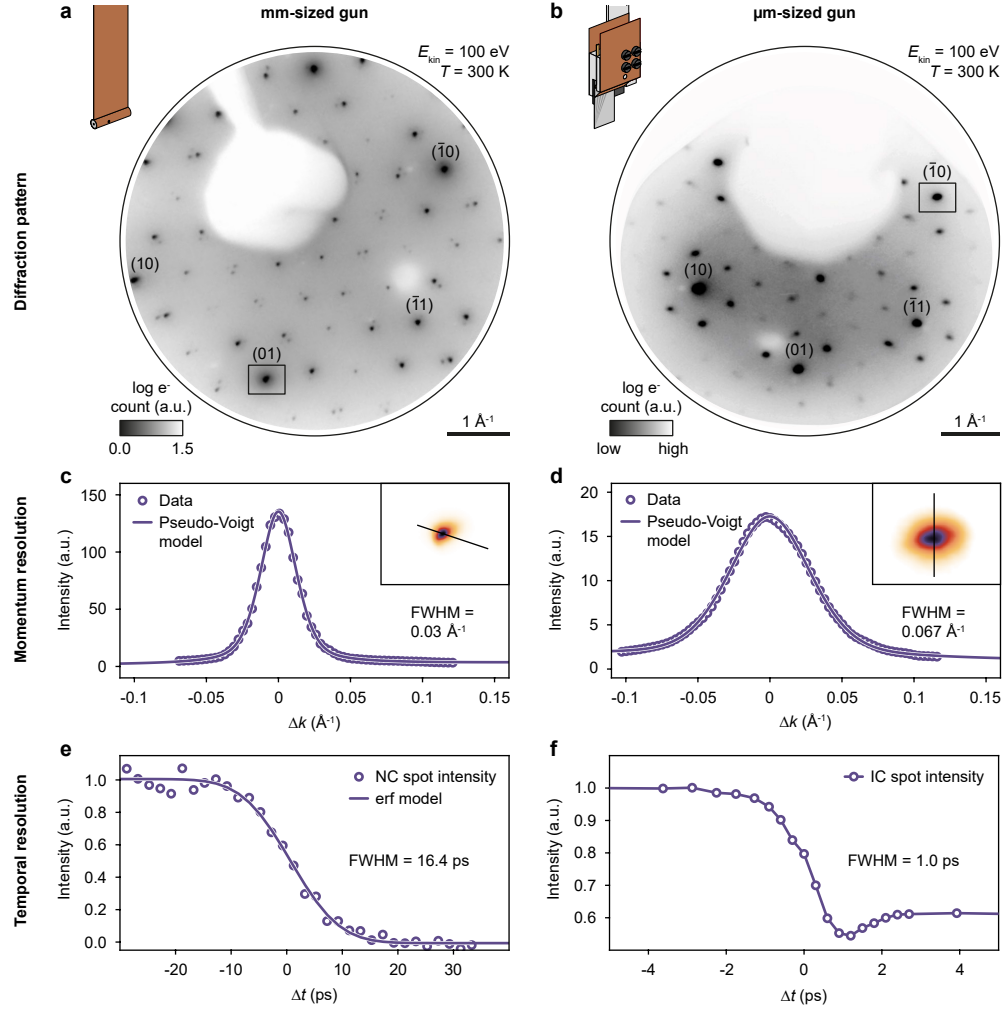 a
mm-sized gun
b
µm-sized gun
Diffraction pattern
E_kin = 100 eV
T = 300 K
(1̄0)
(10)
(1̄1)
(01)
log e⁻
count (a.u.)
0.0 1.5
1 Å⁻¹
E_kin = 100 eV
T = 300 K
(1̄0)
(10)
(1̄1)
(01)
log e⁻
count (a.u.)
low high
1 Å⁻¹
Momentum resolution
c
Data
Pseudo-Voigt
model
FWHM =
0.03 Å⁻¹
Intensity (a.u.)
150
100
50
0
-0.1 -0.05 0 0.05 0.1 0.15
Δk (Å⁻¹)
d
Data
Pseudo-Voigt
model
FWHM =
0.067 Å⁻¹
Intensity (a.u.)
20
15
10
5
0
-0.1 -0.05 0 0.05 0.1 0.15
Δk (Å⁻¹)
Temporal resolution
e
NC spot intensity
erf model
FWHM = 16.4 ps
Intensity (a.u.)
1.0
0.8
0.6
0.4
0.2
0.0
-20 -10 0 10 20 30
Δt (ps)
f
IC spot intensity
FWHM = 1.0 ps
Intensity (a.u.)
1.0
0.9
0.8
0.7
0.6
-4 -2 0 2 4
Δt (ps)